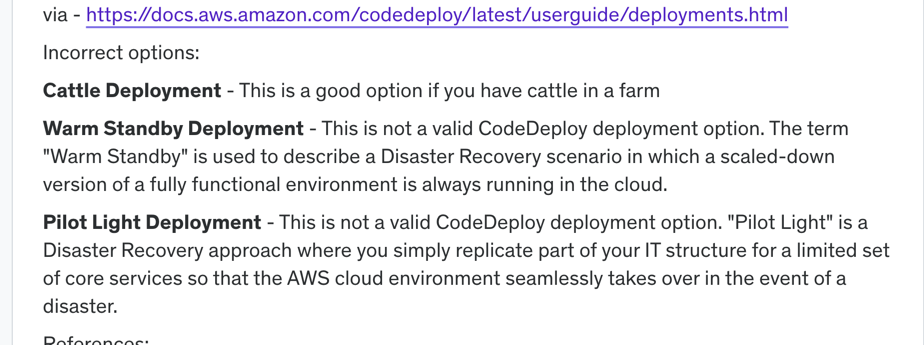 via - https://docs.aws.amazon.com/codedeploy/latest/userguide/deployments.html
Incorrect options:
Cattle Deployment - This is a good option if you have cattle in a farm
Warm Standby Deployment - This is not a valid CodeDeploy deployment option. The term
"Warm Standby" is used to describe a Disaster Recovery scenario in which a scaled-down
version of a fully functional environment is always running in the cloud.
Pilot Light Deployment - This is not a valid CodeDeploy deployment option. "Pilot Light" is a
Disaster Recovery approach where you simply replicate part of your IT structure for a limited set
of core services so that the AWS cloud environment seamlessly takes over in the event of a
disaster.
References: